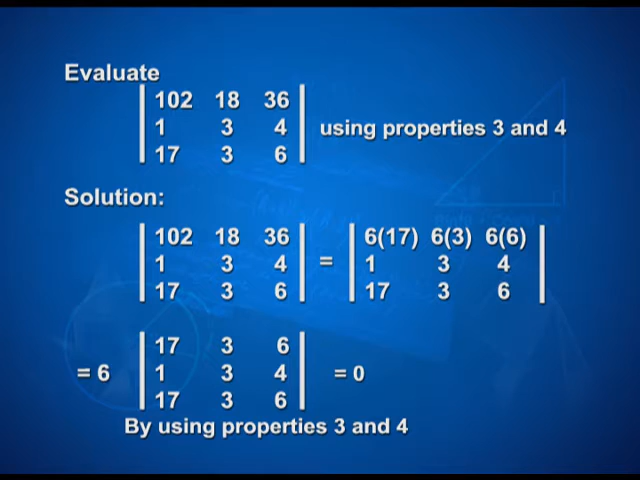 Evaluate
| 102 18 36 |
| 1 3 4 | using properties 3 and 4
| 17 3 6 |
Solution:
| 102 18 36 | | 6(17) 6(3) 6(6) |
| 1 3 4 | = | 1 3 4 |
| 17 3 6 | | 17 3 6 |
| 17 3 6 |
= 6 | 1 3 4 | = 0
| 17 3 6 |
By using properties 3 and 4